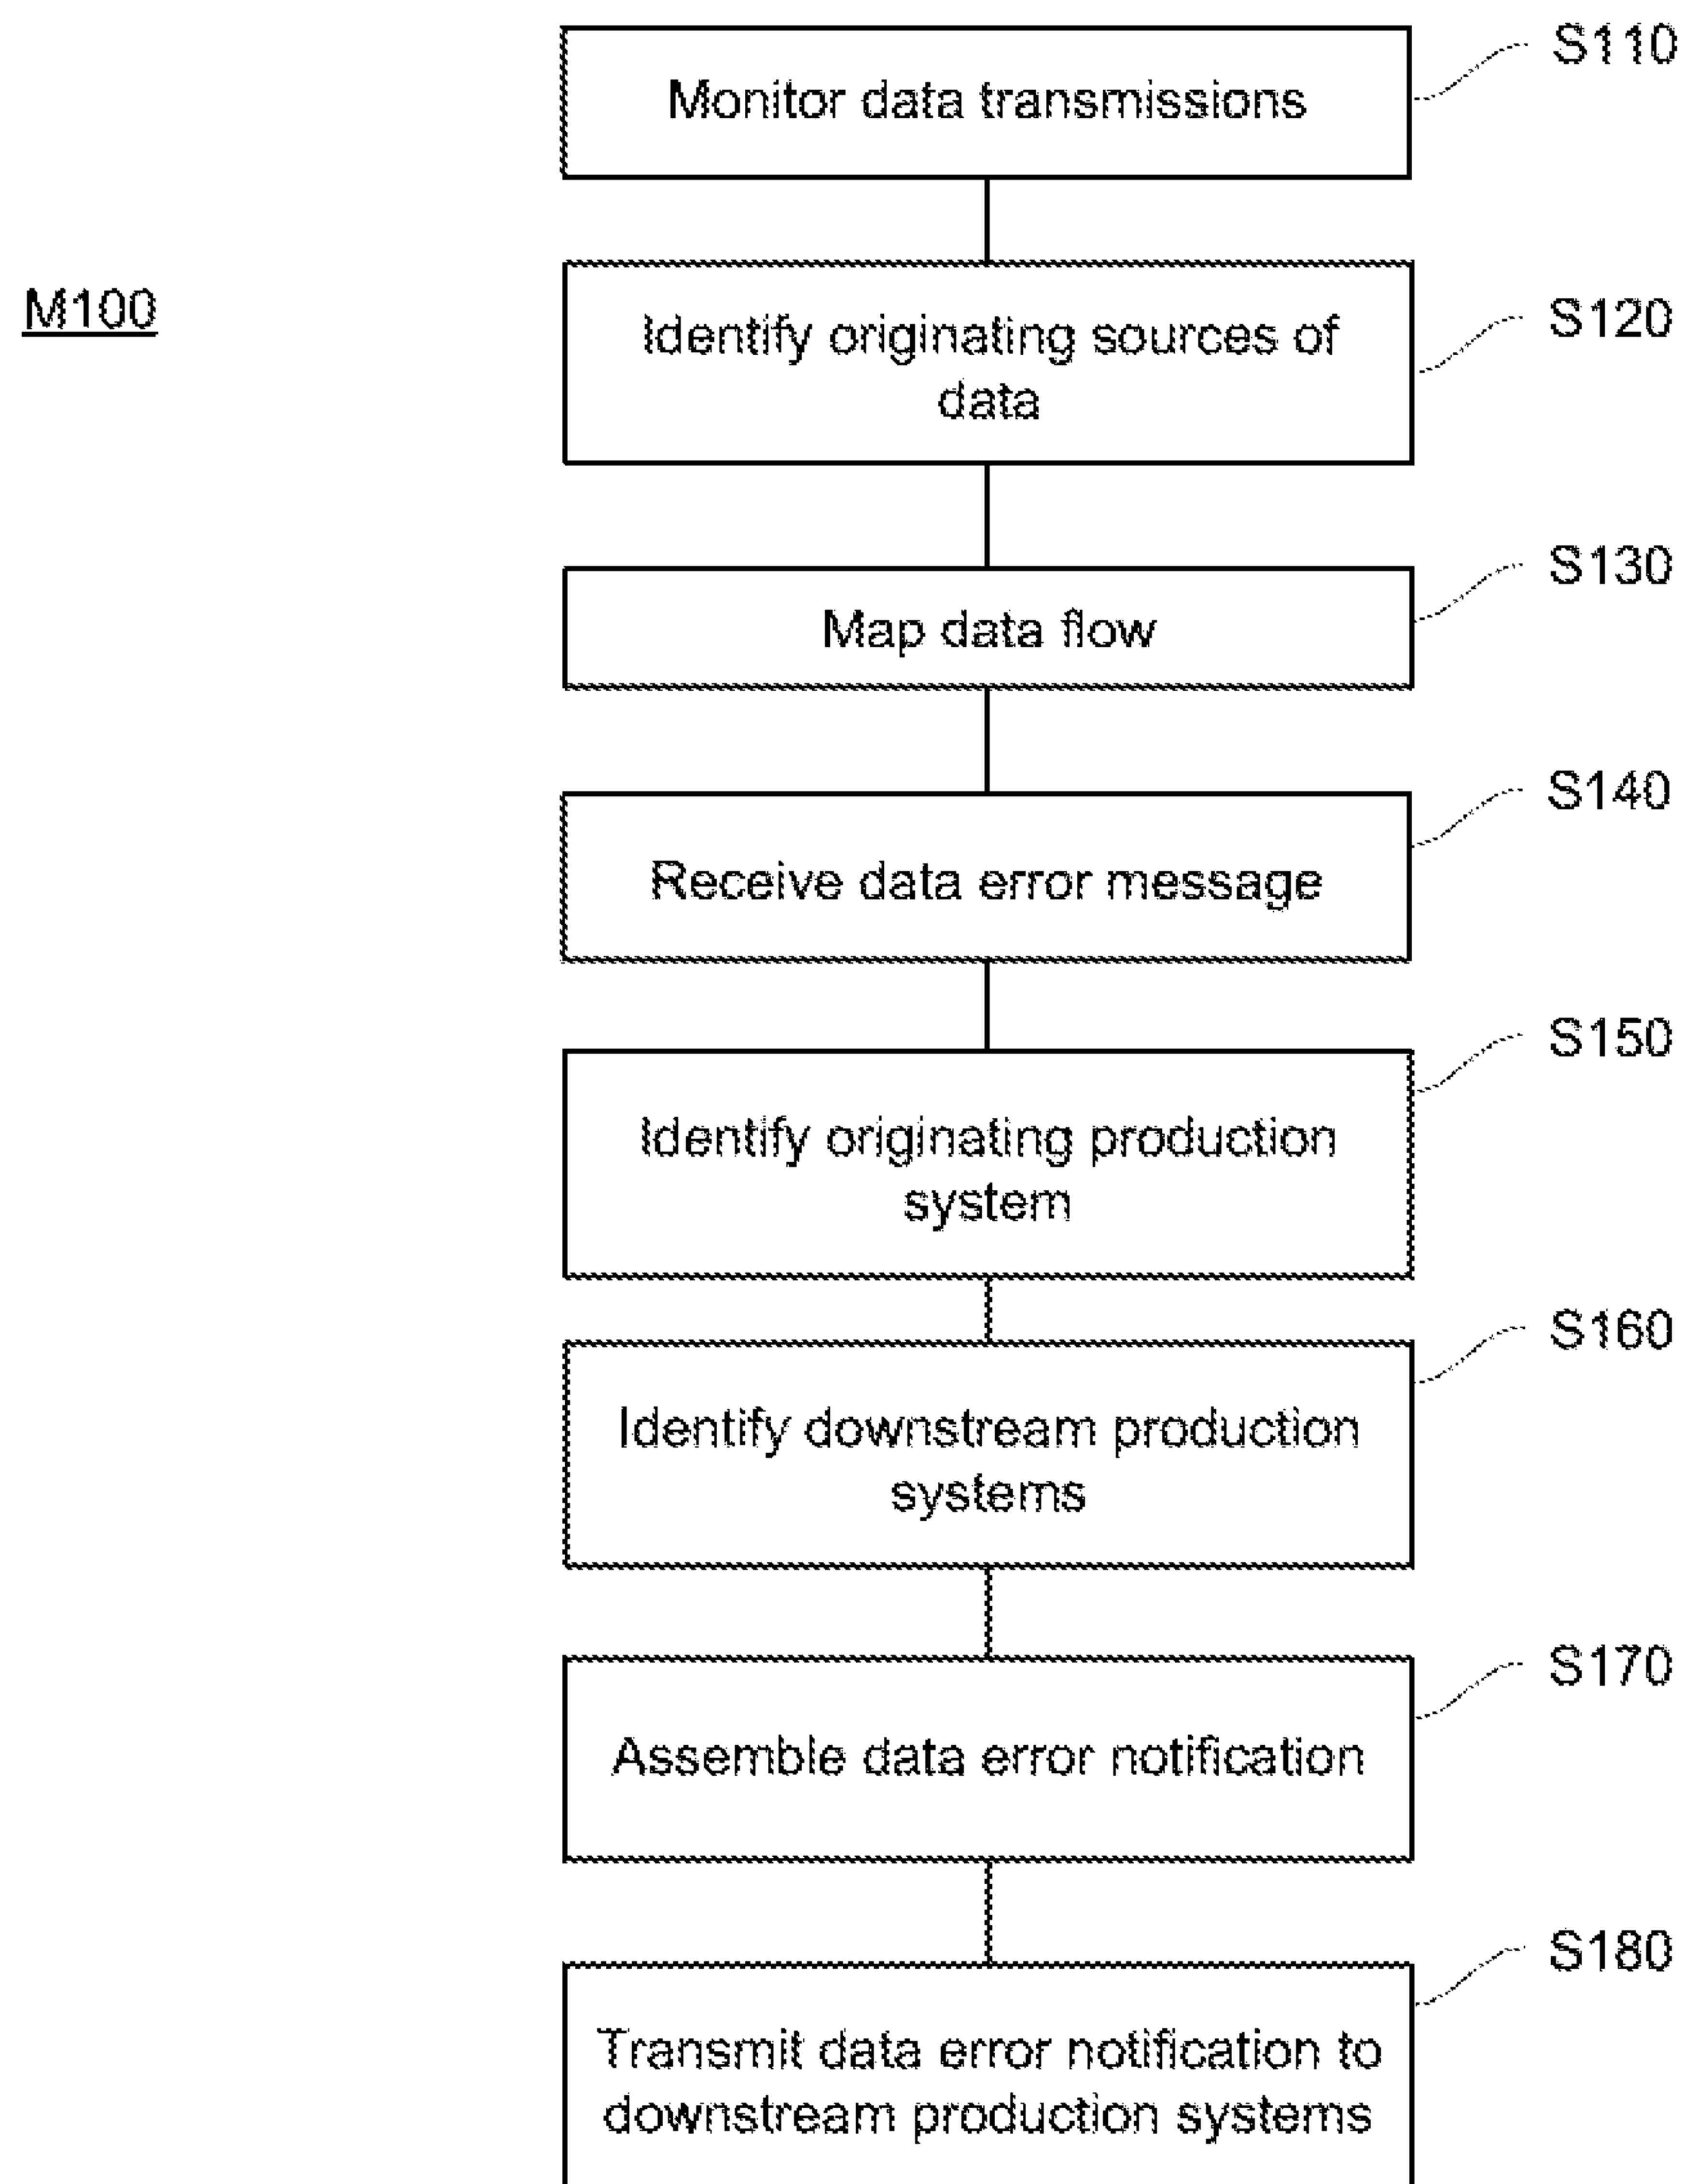 Monitor data transmissions
S110
M100
Identify originating sources of
data
S120
Map data flow
S130
Receive data error message
S140
Identify originating production
system
S150
Identify downstream production
systems
S160
Assemble data error notification
S170
Transmit data error notification to
downstream production systems
S180